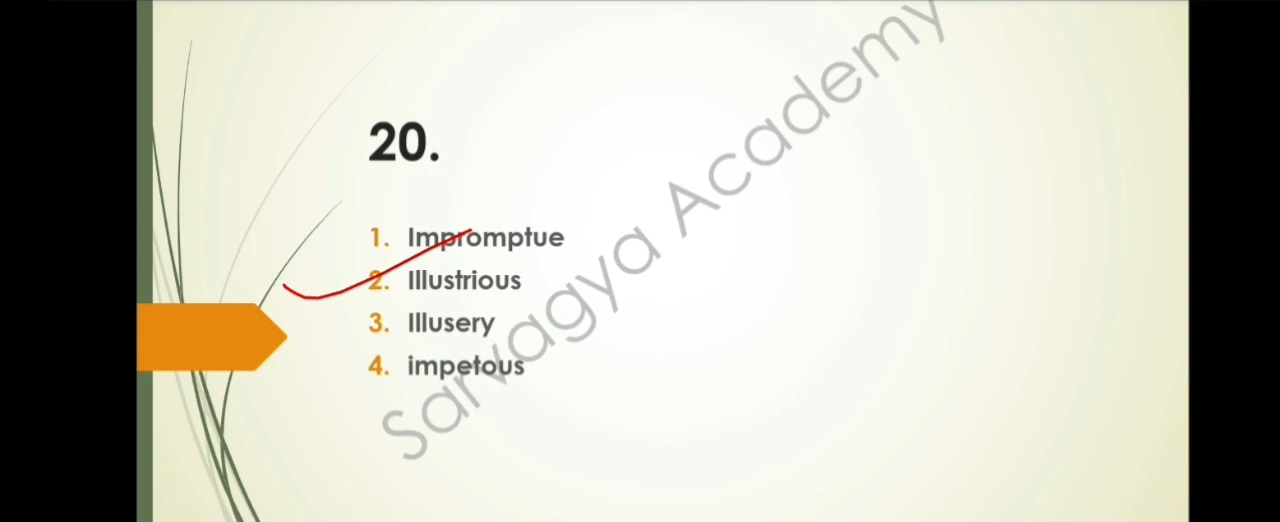 20.
1. Impromptue
2. Illustrious
3. Illusery
4. impetous
Sarvagya Academy